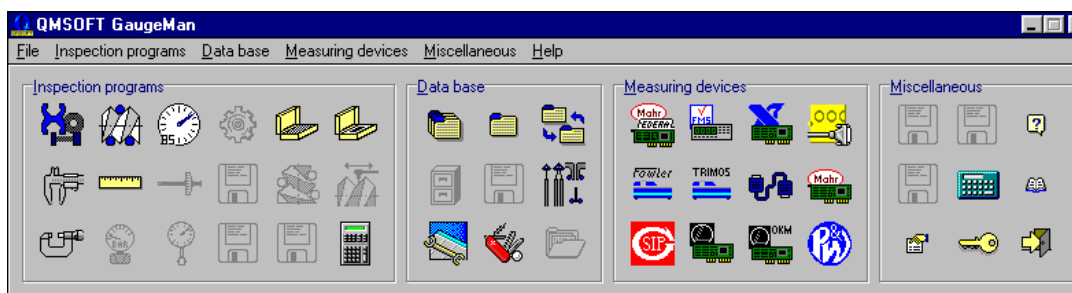 QMSOFT GaugeMan
File Inspection programs Data base Measuring devices Miscellaneous Help
Inspection programs Data base Measuring devices Miscellaneous
Mahr FEDERAL FMS
BS
Fowler TRIMOS Mahr
BAR SIP OKM P&W